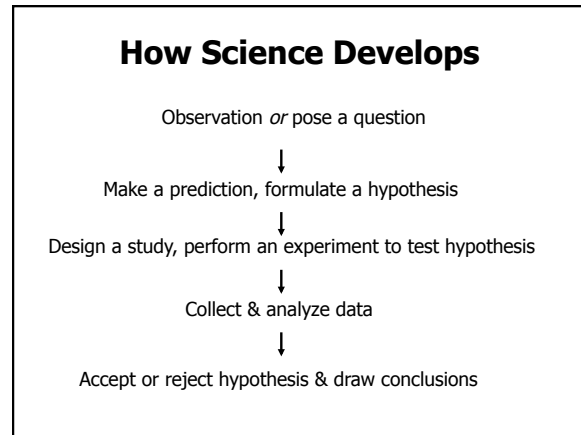 How Science Develops
Observation or pose a question
Make a prediction, formulate a hypothesis
Design a study, perform an experiment to test hypothesis
Collect & analyze data
Accept or reject hypothesis & draw conclusions